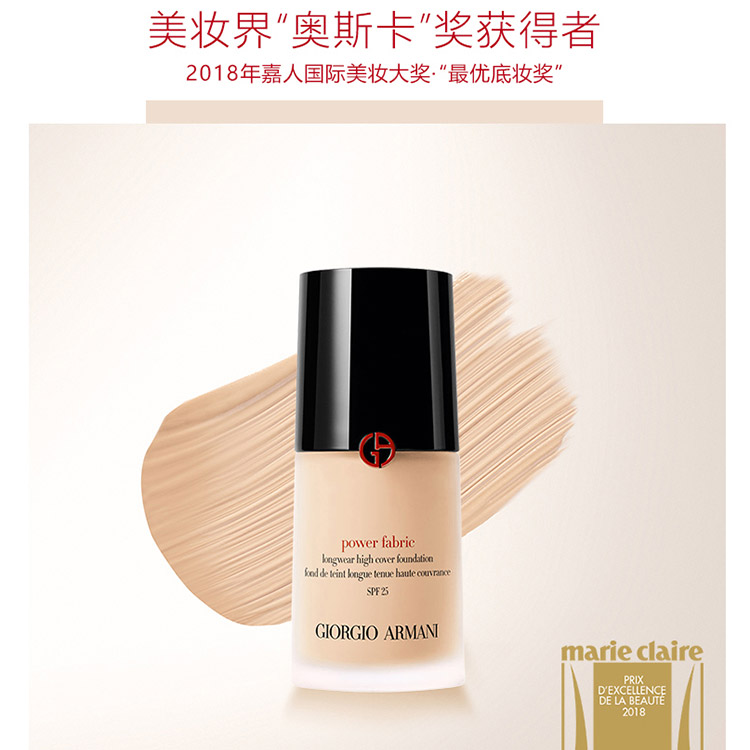 美妆界“奥斯卡”奖获得者
2018年嘉人国际美妆大奖·“最优底妆奖”
power fabric
longwear high cover foundation
fond de teint longue tenue haute couvrance
SPF 25
GIORGIO ARMANI
marie claire
PRIX
D'EXCELLENCE
DE LA BEAUTÉ
2018